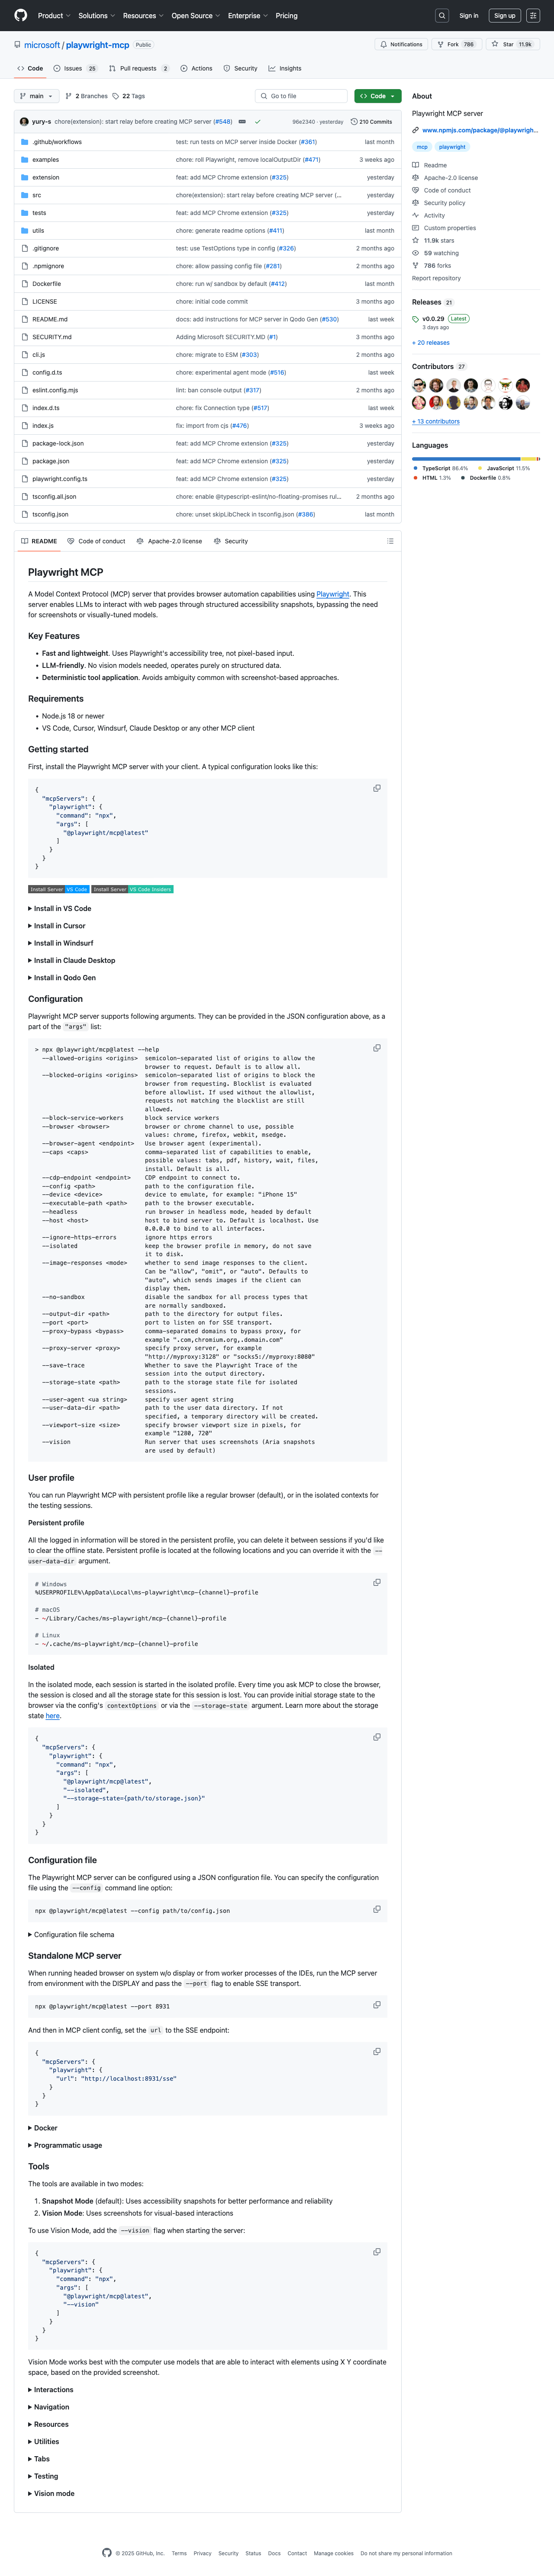 Product Solutions Resources Open Source Enterprise Pricing Sign in Sign up
microsoft / playwright-mcp Public Notifications Fork 786 Star 11.9k
Code Issues 25 Pull requests 2 Actions Security Insights
main 2 Branches 22 Tags Go to file Code
yury-s chore(extension): start relay before creating MCP server (#548) 96e2340 · yesterday 210 Commits
.github/workflows test: run tests on MCP server inside Docker (#361) last month
examples chore: roll Playwright, remove localOutputDir (#471) 3 weeks ago
extension feat: add MCP Chrome extension (#325) yesterday
src chore(extension): start relay before creating MCP server (… yesterday
tests feat: add MCP Chrome extension (#325) yesterday
utils chore: generate readme options (#411) last month
.gitignore test: use TestOptions type in config (#326) 2 months ago
.npmignore chore: allow passing config file (#281) 2 months ago
Dockerfile chore: run w/ sandbox by default (#412) last month
LICENSE chore: initial code commit 3 months ago
README.md docs: add instructions for MCP server in Qodo Gen (#530) last week
SECURITY.md Adding Microsoft SECURITY.MD (#1) 3 months ago
cli.js chore: migrate to ESM (#303) 2 months ago
config.d.ts chore: experimental agent mode (#516) last week
eslint.config.mjs lint: ban console output (#317) 2 months ago
index.d.ts chore: fix Connection type (#517) last week
index.js fix: import from cjs (#476) 3 weeks ago
package-lock.json feat: add MCP Chrome extension (#325) yesterday
package.json feat: add MCP Chrome extension (#325) yesterday
playwright.config.ts feat: add MCP Chrome extension (#325) yesterday
tsconfig.all.json chore: enable @typescript-eslint/no-floating-promises rul… 2 months ago
tsconfig.json chore: unset skipLibCheck in tsconfig.json (#386) last month
About
Playwright MCP server
www.npmjs.com/package/@playwrigh...
mcp playwright
Readme
Apache-2.0 license
Code of conduct
Security policy
Activity
Custom properties
11.9k stars
59 watching
786 forks
Report repository
Releases 21
v0.0.29 Latest
3 days ago
+ 20 releases
Contributors 27
+ 13 contributors
Languages
TypeScript 86.4% JavaScript 11.5%
HTML 1.3% Dockerfile 0.8%
README Code of conduct Apache-2.0 license Security
Playwright MCP
A Model Context Protocol (MCP) server that provides browser automation capabilities using Playwright. This
server enables LLMs to interact with web pages through structured accessibility snapshots, bypassing the need
for screenshots or visually-tuned models.
Key Features
• Fast and lightweight. Uses Playwright's accessibility tree, not pixel-based input.
• LLM-friendly. No vision models needed, operates purely on structured data.
• Deterministic tool application. Avoids ambiguity common with screenshot-based approaches.
Requirements
• Node.js 18 or newer
• VS Code, Cursor, Windsurf, Claude Desktop or any other MCP client
Getting started
First, install the Playwright MCP server with your client. A typical configuration looks like this:
{
"mcpServers": {
"playwright": {
"command": "npx",
"args": [
"@playwright/mcp@latest"
]
}
}
}
Install Server VS Code Install Server VS Code Insiders
Install in VS Code
Install in Cursor
Install in Windsurf
Install in Claude Desktop
Install in Qodo Gen
Configuration
Playwright MCP server supports following arguments. They can be provided in the JSON configuration above, as a
part of the "args" list:
> npx @playwright/mcp@latest --help
--allowed-origins <origins> semicolon-separated list of origins to allow the
browser to request. Default is to allow all.
--blocked-origins <origins> semicolon-separated list of origins to block the
browser from requesting. Blocklist is evaluated
before allowlist. If used without the allowlist,
requests not matching the blocklist are still
allowed.
--block-service-workers block service workers
--browser <browser> browser or chrome channel to use, possible
values: chrome, firefox, webkit, msedge.
--browser-agent <endpoint> Use browser agent (experimental).
--caps <caps> comma-separated list of capabilities to enable,
possible values: tabs, pdf, history, wait, files,
install. Default is all.
--cdp-endpoint <endpoint> CDP endpoint to connect to.
--config <path> path to the configuration file.
--device <device> device to emulate, for example: "iPhone 15"
--executable-path <path> path to the browser executable.
--headless run browser in headless mode, headed by default
--host <host> host to bind server to. Default is localhost. Use
0.0.0.0 to bind to all interfaces.
--ignore-https-errors ignore https errors
--isolated keep the browser profile in memory, do not save
it to disk.
--image-responses <mode> whether to send image responses to the client.
Can be "allow", "omit", or "auto". Defaults to
"auto", which sends images if the client can
display them.
--no-sandbox disable the sandbox for all process types that
are normally sandboxed.
--output-dir <path> path to the directory for output files.
--port <port> port to listen on for SSE transport.
--proxy-bypass <bypass> comma-separated domains to bypass proxy, for
example ".com,chromium.org,.domain.com"
--proxy-server <proxy> specify proxy server, for example
"http://myproxy:3128" or "socks5://myproxy:8080"
--save-trace Whether to save the Playwright Trace of the
session into the output directory.
--storage-state <path> path to the storage state file for isolated
sessions.
--user-agent <ua string> specify user agent string
--user-data-dir <path> path to the user data directory. If not
specified, a temporary directory will be created.
--viewport-size <size> specify browser viewport size in pixels, for
example "1280, 720"
--vision Run server that uses screenshots (Aria snapshots
are used by default)
User profile
You can run Playwright MCP with persistent profile like a regular browser (default), or in the isolated contexts for
the testing sessions.
Persistent profile
All the logged in information will be stored in the persistent profile, you can delete it between sessions if you'd like
to clear the offline state. Persistent profile is located at the following locations and you can override it with the --
user-data-dir argument.
# Windows
%USERPROFILE%\AppData\Local\ms-playwright\mcp-{channel}-profile
# macOS
- ~/Library/Caches/ms-playwright/mcp-{channel}-profile
# Linux
- ~/.cache/ms-playwright/mcp-{channel}-profile
Isolated
In the isolated mode, each session is started in the isolated profile. Every time you ask MCP to close the browser,
the session is closed and all the storage state for this session is lost. You can provide initial storage state to the
browser via the config's contextOptions or via the --storage-state argument. Learn more about the storage
state here.
{
"mcpServers": {
"playwright": {
"command": "npx",
"args": [
"@playwright/mcp@latest",
"--isolated",
"--storage-state={path/to/storage.json}"
]
}
}
}
Configuration file
The Playwright MCP server can be configured using a JSON configuration file. You can specify the configuration
file using the --config command line option:
npx @playwright/mcp@latest --config path/to/config.json
Configuration file schema
Standalone MCP server
When running headed browser on system w/o display or from worker processes of the IDEs, run the MCP server
from environment with the DISPLAY and pass the --port flag to enable SSE transport.
npx @playwright/mcp@latest --port 8931
And then in MCP client config, set the url to the SSE endpoint:
{
"mcpServers": {
"playwright": {
"url": "http://localhost:8931/sse"
}
}
}
Docker
Programmatic usage
Tools
The tools are available in two modes:
1. Snapshot Mode (default): Uses accessibility snapshots for better performance and reliability
2. Vision Mode: Uses screenshots for visual-based interactions
To use Vision Mode, add the --vision flag when starting the server:
{
"mcpServers": {
"playwright": {
"command": "npx",
"args": [
"@playwright/mcp@latest",
"--vision"
]
}
}
}
Vision Mode works best with the computer use models that are able to interact with elements using X Y coordinate
space, based on the provided screenshot.
Interactions
Navigation
Resources
Utilities
Tabs
Testing
Vision mode
© 2025 GitHub, Inc. Terms Privacy Security Status Docs Contact Manage cookies Do not share my personal information